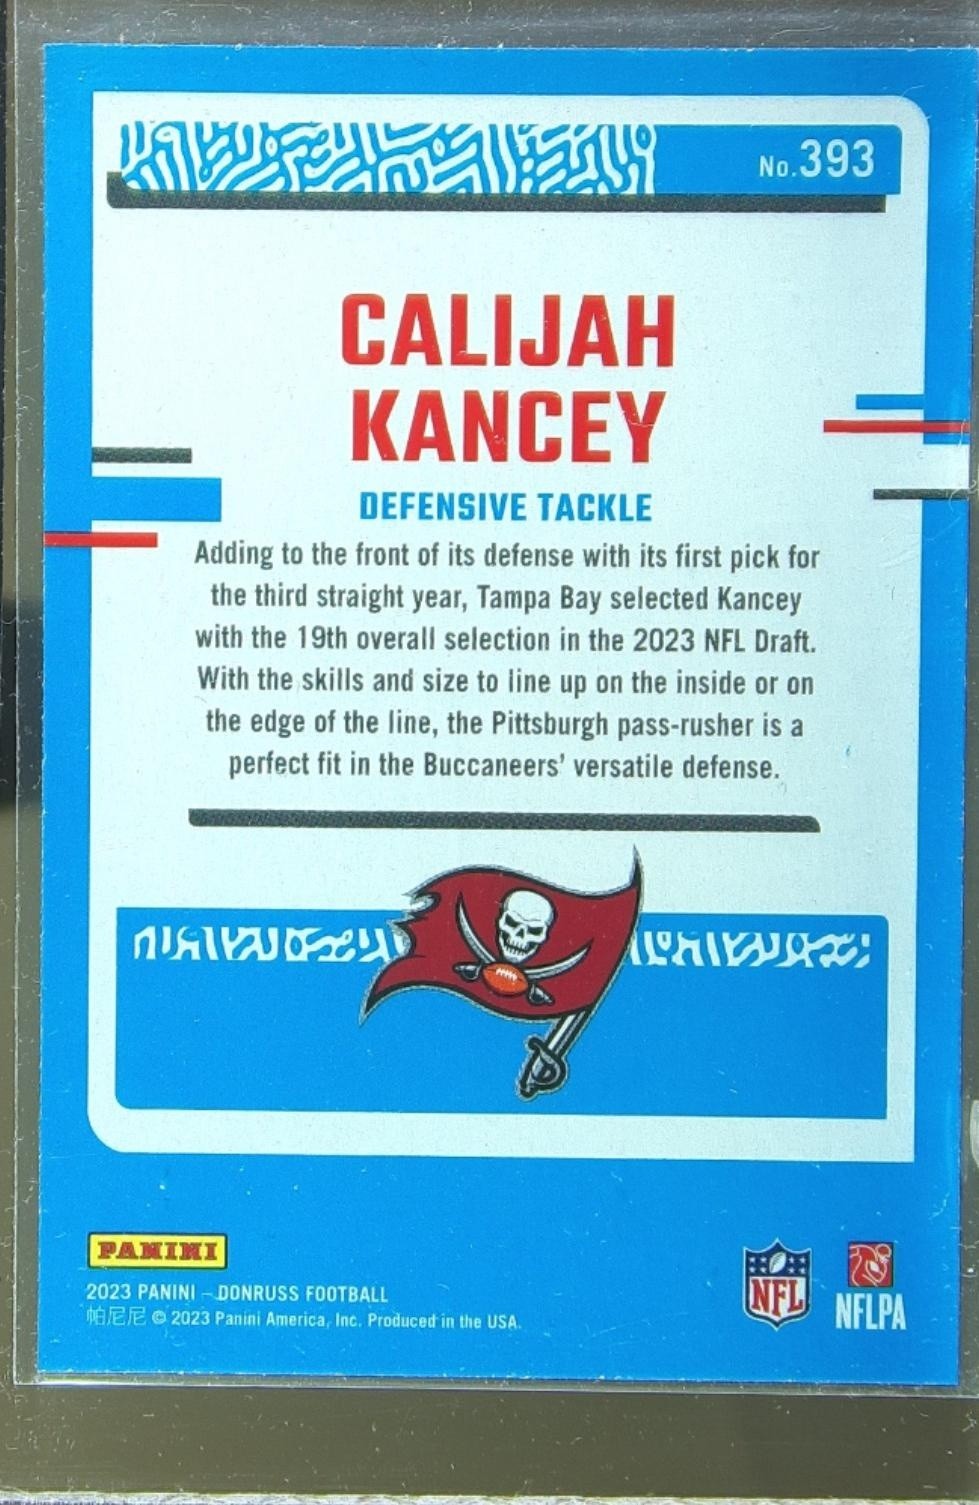 No.393
CALIJAH
KANCEY
DEFENSIVE TACKLE
Adding to the front of its defense with its first pick for
the third straight year, Tampa Bay selected Kancey
with the 19th overall selection in the 2023 NFL Draft.
With the skills and size to line up on the inside or on
the edge of the line, the Pittsburgh pass-rusher is a
perfect fit in the Buccaneers' versatile defense.
PANINI
2023 PANINI – DONRUSS FOOTBALL
帕尼尼 © 2023 Panini America, Inc. Produced in the USA.
NFL
NFLPA